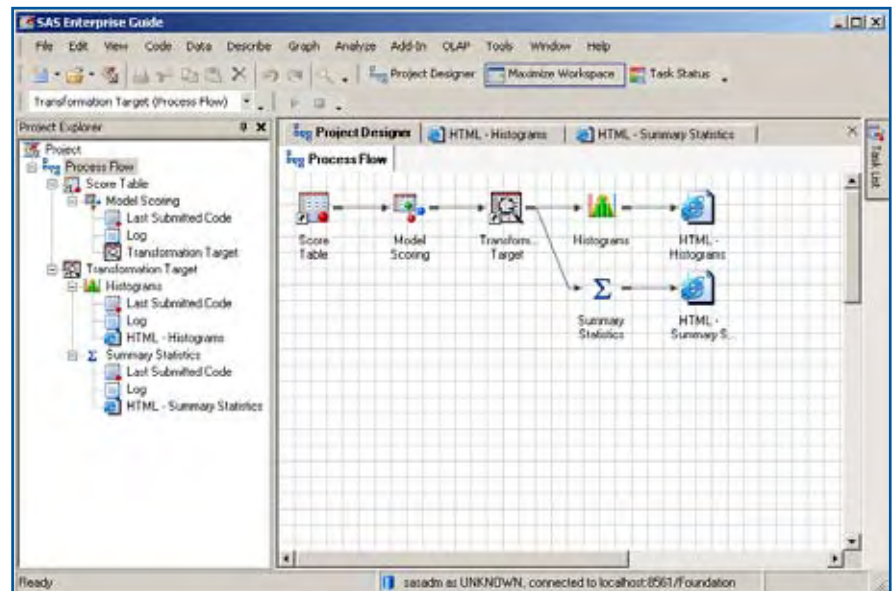 SAS Enterprise Guide
File Edit View Code Data Describe Graph Analyze Add-In OLAP Tools Window Help
Project Designer Maximize Workspace Task Status
Transformation Target (Process Flow)
Project Explorer
Project
Process Flow
Score Table
Model Scoring
Last Submitted Code
Log
Transformation Target
Transformation Target
Histograms
Last Submitted Code
Log
HTML - Histograms
Summary Statistics
Last Submitted Code
Log
HTML - Summary Statistics
Project Designer HTML - Histograms HTML - Summary Statistics
Process Flow
Score
Table
Model
Scoring
Transform...
Target
Histograms
HTML -
Histograms
Summary
Statistics
HTML -
Summary S...
Task List
Ready
sasadm as UNKNOWN, connected to localhost:8561/Foundation